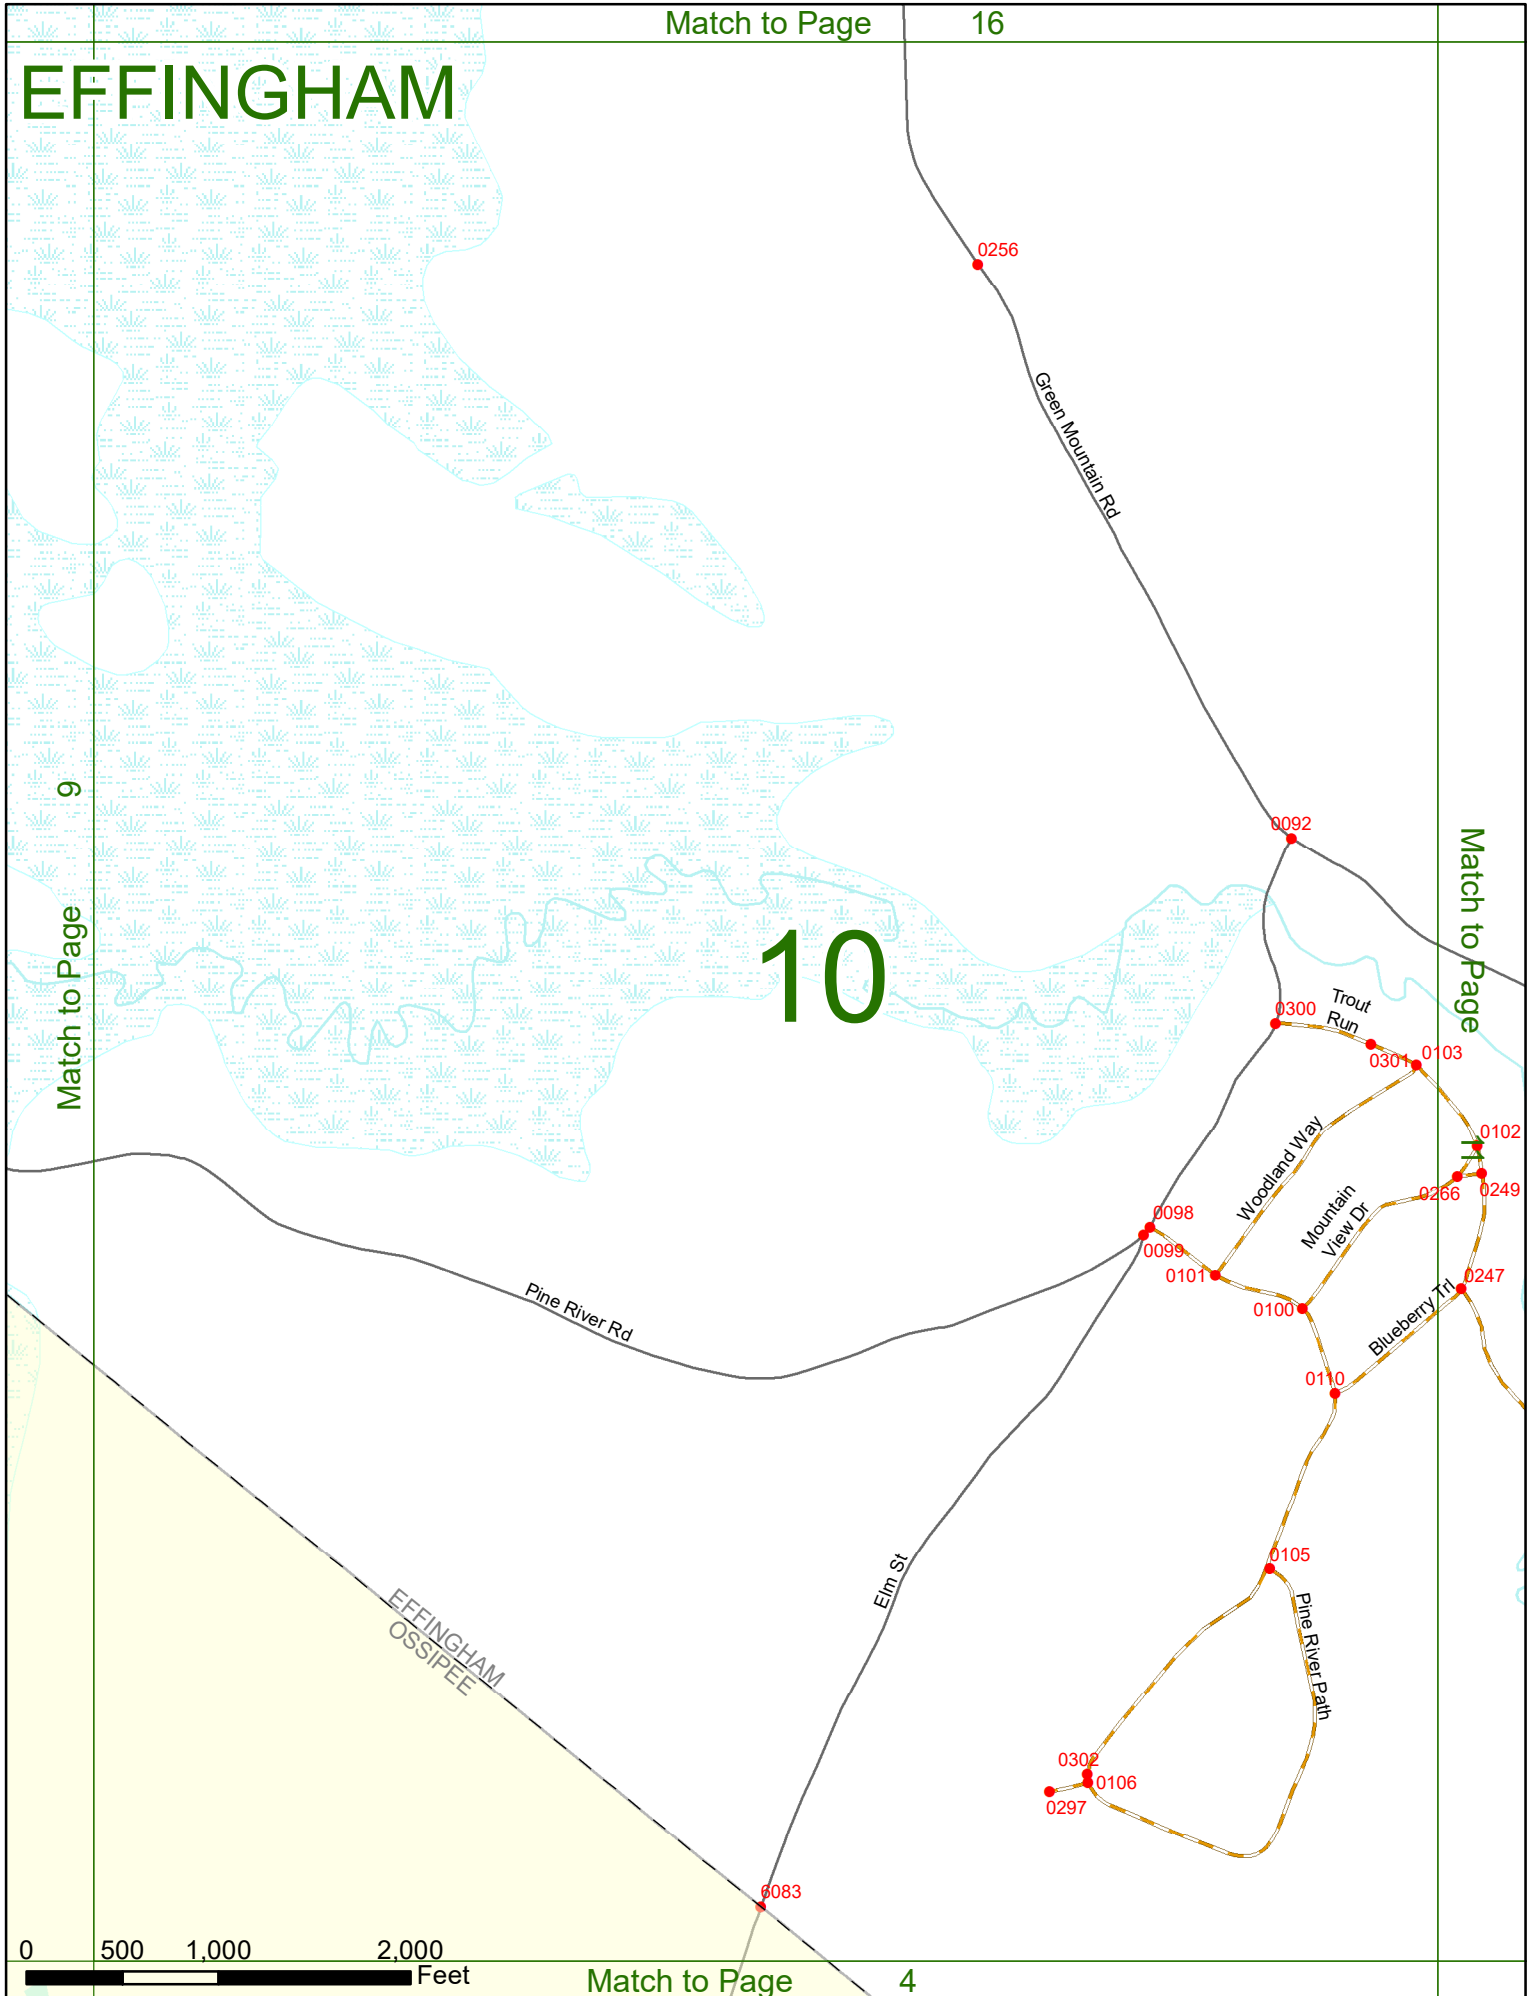 Match to Page 16
EFFINGHAM
0256
Green Mountain Rd
9
Match to Page
0092
Match to Page
11
10
0300
Trout
Run
0301
0103
0102
Woodland Way
0266
0249
Mountain
View Dr
0098
0099
0101
0100
0247
Blueberry Trl
Pine River Rd
0110
Elm St
0105
EFFINGHAM
OSSIPEE
Pine River Path
0302
0106
0297
6083
0 500 1,000 2,000
Feet
Match to Page 4